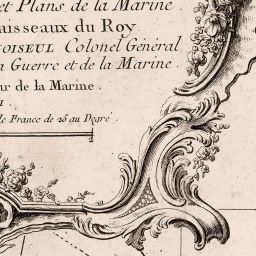 et Plans de la Marine
aisseaux du Roy
OISEUL Colonel Général
a Guerre et de la Marine.
ur de la Marine.
I
de France de 25 au Degré.